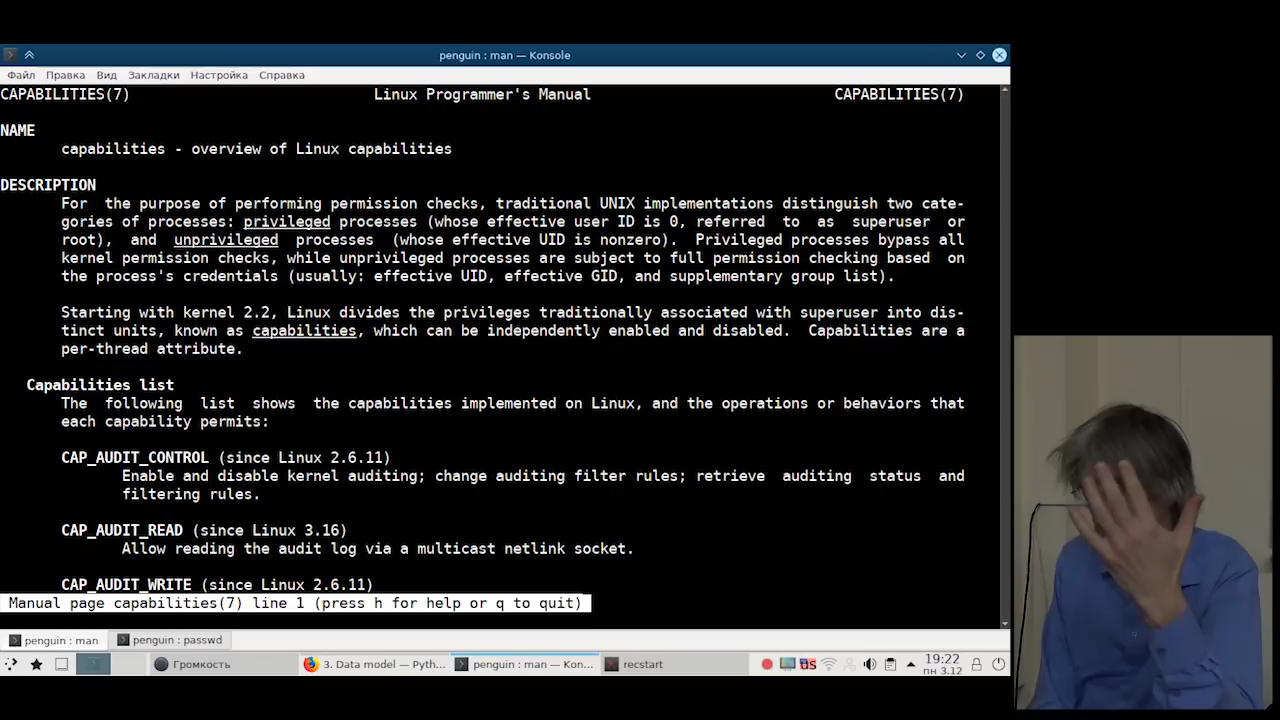 penguin : man — Konsole
Файл Правка Вид Закладки Настройка Справка
CAPABILITIES(7) Linux Programmer's Manual CAPABILITIES(7)
NAME
capabilities - overview of Linux capabilities
DESCRIPTION
For the purpose of performing permission checks, traditional UNIX implementations distinguish two cate-
gories of processes: privileged processes (whose effective user ID is 0, referred to as superuser or
root), and unprivileged processes (whose effective UID is nonzero). Privileged processes bypass all
kernel permission checks, while unprivileged processes are subject to full permission checking based on
the process's credentials (usually: effective UID, effective GID, and supplementary group list).
Starting with kernel 2.2, Linux divides the privileges traditionally associated with superuser into dis-
tinct units, known as capabilities, which can be independently enabled and disabled. Capabilities are a
per-thread attribute.
Capabilities list
The following list shows the capabilities implemented on Linux, and the operations or behaviors that
each capability permits:
CAP_AUDIT_CONTROL (since Linux 2.6.11)
Enable and disable kernel auditing; change auditing filter rules; retrieve auditing status and
filtering rules.
CAP_AUDIT_READ (since Linux 3.16)
Allow reading the audit log via a multicast netlink socket.
CAP_AUDIT_WRITE (since Linux 2.6.11)
Manual page capabilities(7) line 1 (press h for help or q to quit)
penguin : man penguin : passwd
Громкость 3. Data model — Pyth... penguin : man — Kon... recstart US 19:22
пн 3.12